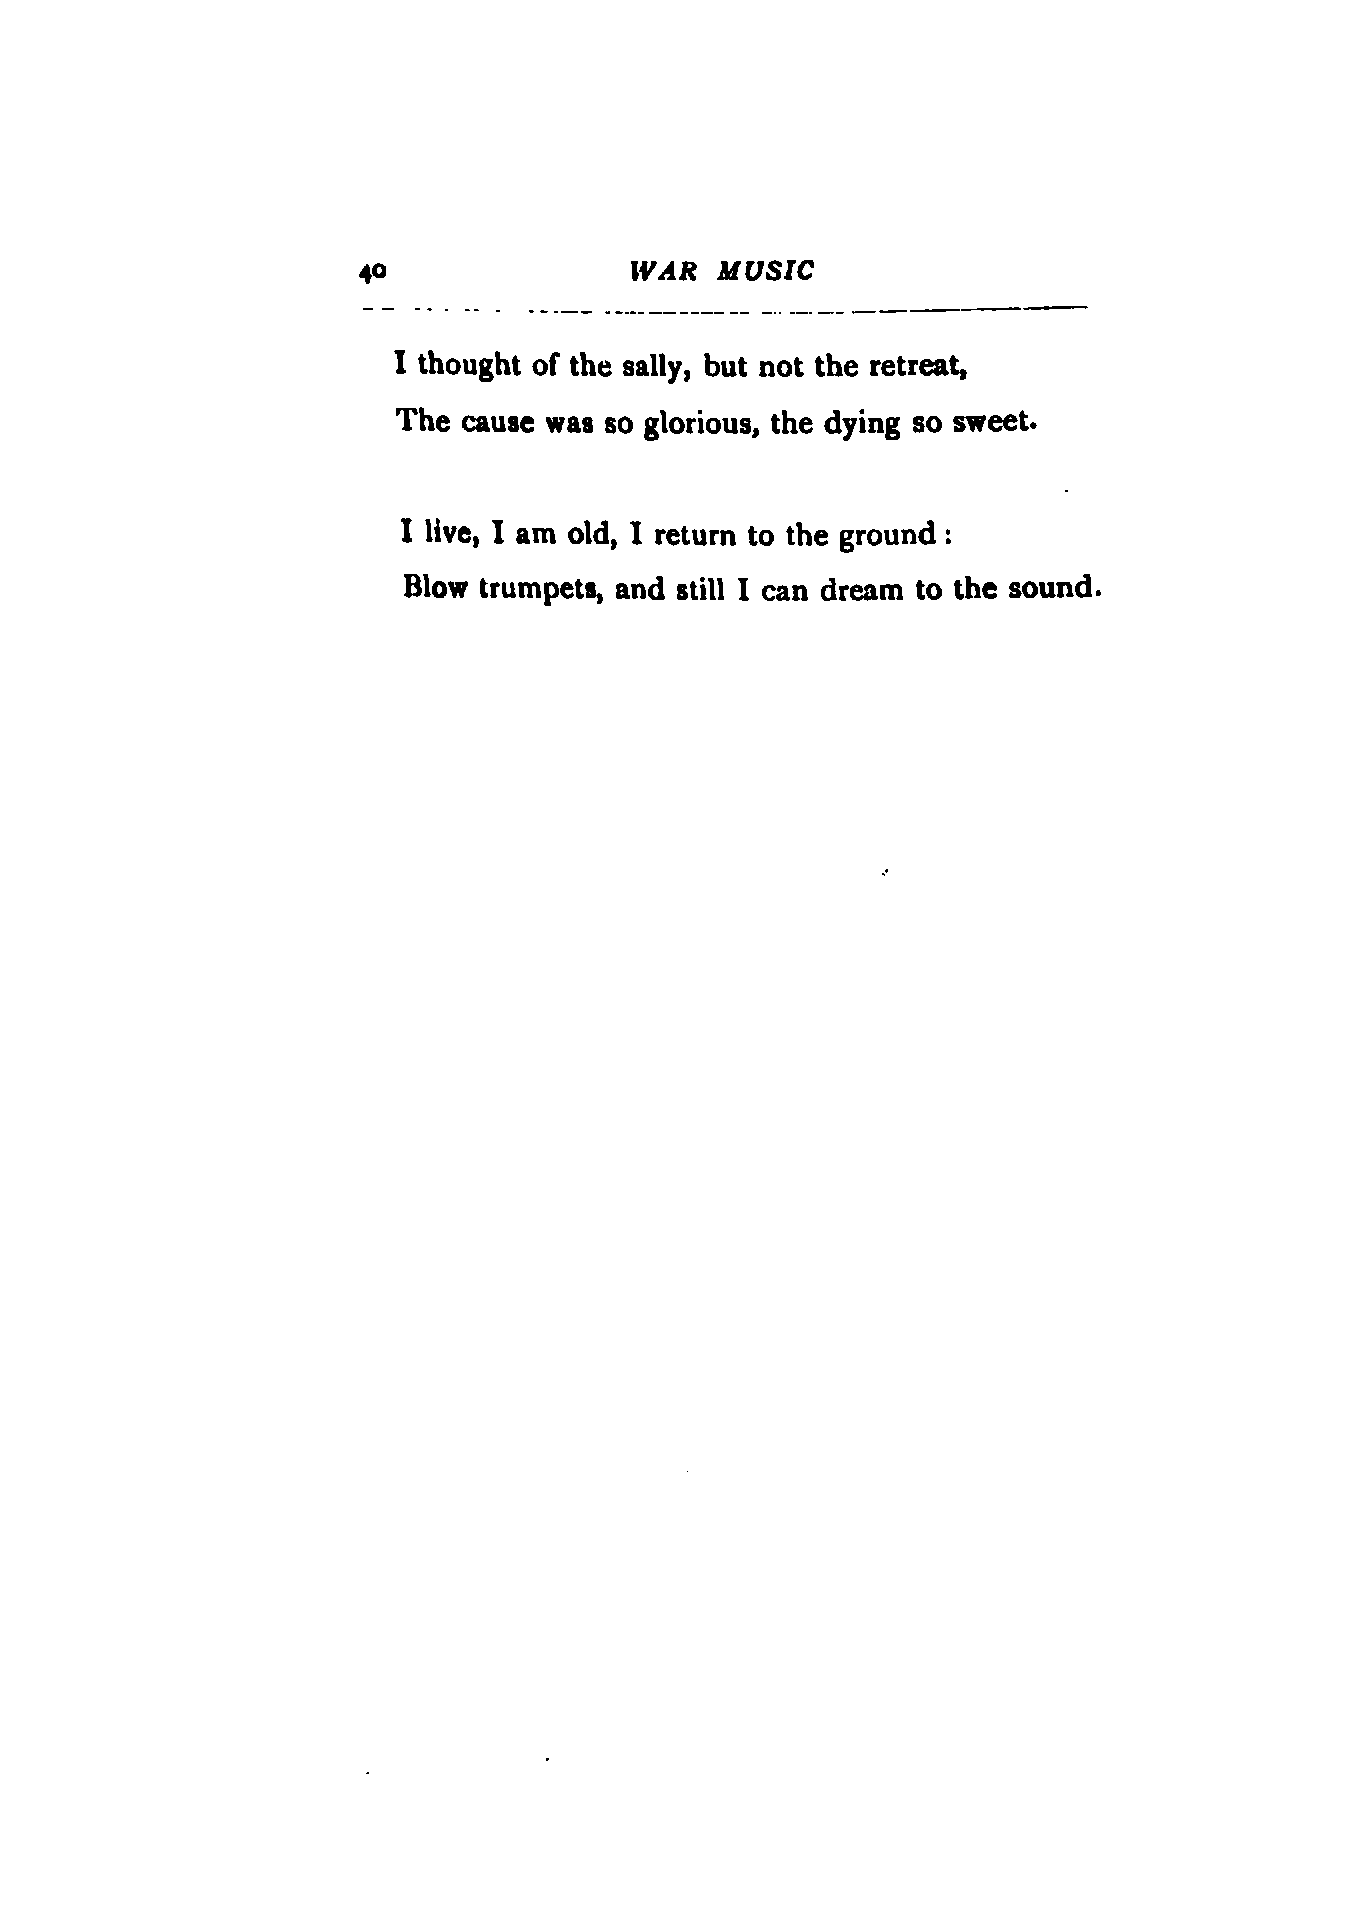 40 WAR MUSIC
I thought of the sally, but not the retreat,
The cause was so glorious, the dying so sweet.
I live, I am old, I return to the ground :
Blow trumpets, and still I can dream to the sound.